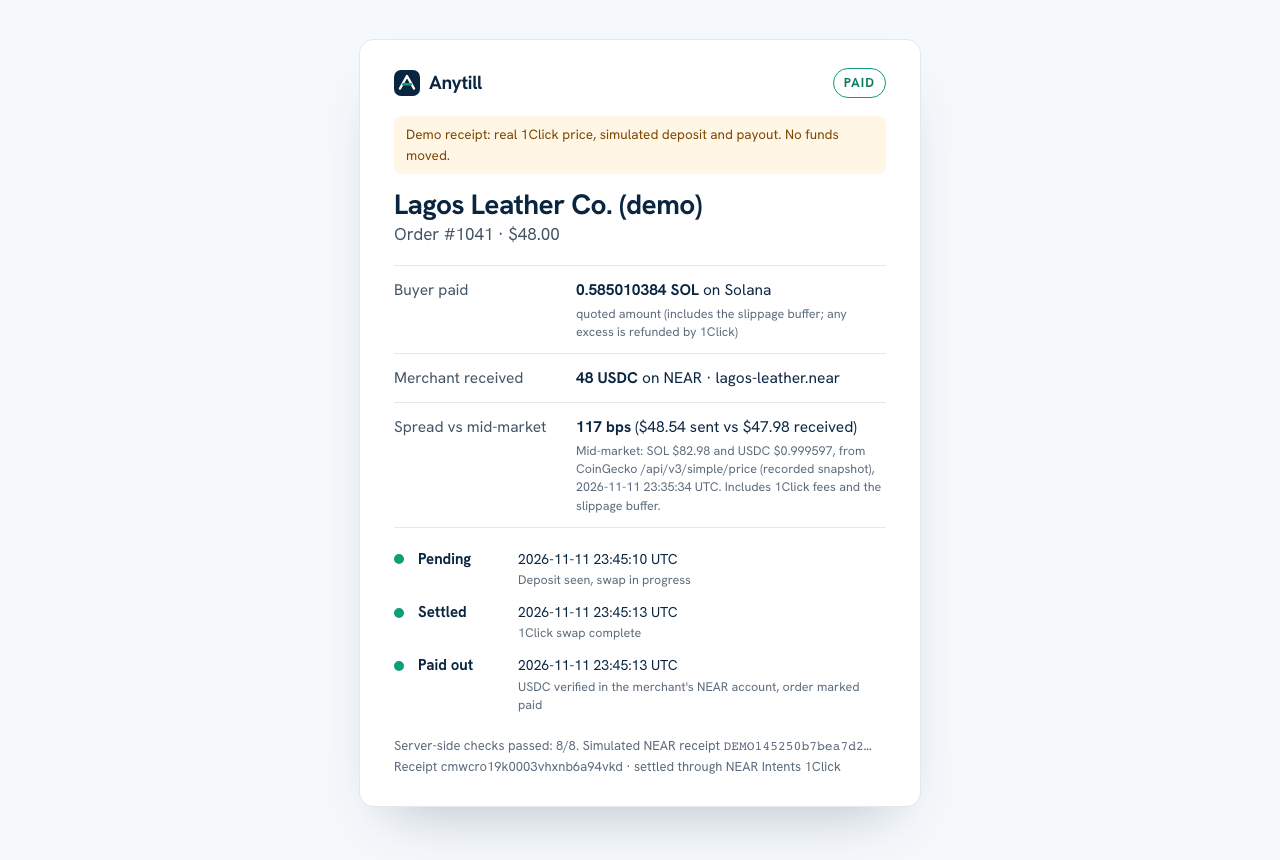 Anytill
PAID
Demo receipt: real 1Click price, simulated deposit and payout. No funds
moved.
Lagos Leather Co. (demo)
Order #1041 · $48.00
Buyer paid
0.585010384 SOL on Solana
quoted amount (includes the slippage buffer; any
excess is refunded by 1Click)
Merchant received
48 USDC on NEAR · lagos-leather.near
Spread vs mid-market
117 bps ($48.54 sent vs $47.98 received)
Mid-market: SOL $82.98 and USDC $0.999597, from
CoinGecko /api/v3/simple/price (recorded snapshot),
2026-11-11 23:35:34 UTC. Includes 1Click fees and the
slippage buffer.
Pending
2026-11-11 23:45:10 UTC
Deposit seen, swap in progress
Settled
2026-11-11 23:45:13 UTC
1Click swap complete
Paid out
2026-11-11 23:45:13 UTC
USDC verified in the merchant's NEAR account, order marked
paid
Server-side checks passed: 8/8. Simulated NEAR receipt DEMO145250b7bea7d2…
Receipt cmwcro19k0003vhxnb6a94vkd · settled through NEAR Intents 1Click